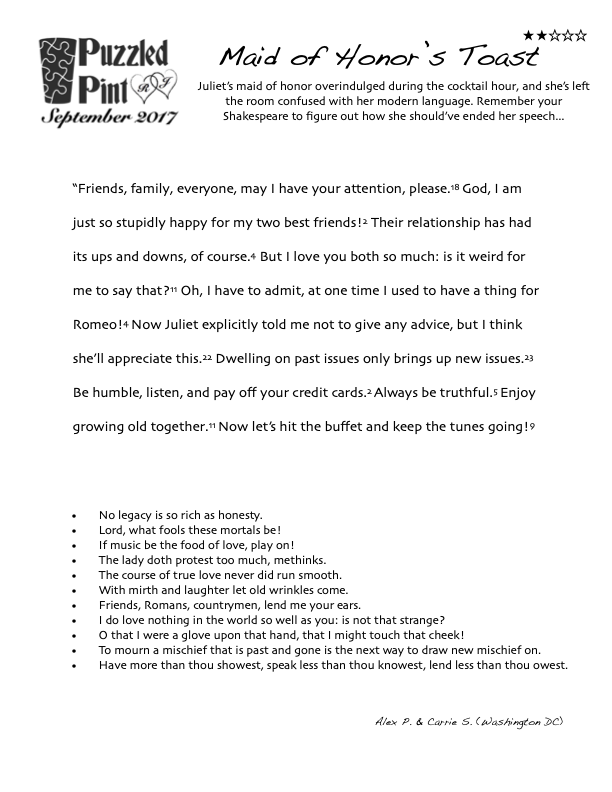 Puzzled
Pint
R J
September 2017
★★☆☆☆
Maid of Honor's Toast
Juliet's maid of honor overindulged during the cocktail hour, and she's left
the room confused with her modern language. Remember your
Shakespeare to figure out how she should've ended her speech...
“Friends, family, everyone, may I have your attention, please.¹⁸ God, I am
just so stupidly happy for my two best friends!² Their relationship has had
its ups and downs, of course.⁴ But I love you both so much: is it weird for
me to say that?¹¹ Oh, I have to admit, at one time I used to have a thing for
Romeo!⁴ Now Juliet explicitly told me not to give any advice, but I think
she'll appreciate this.²² Dwelling on past issues only brings up new issues.²³
Be humble, listen, and pay off your credit cards.² Always be truthful.⁵ Enjoy
growing old together.¹¹ Now let's hit the buffet and keep the tunes going!⁹
• No legacy is so rich as honesty.
• Lord, what fools these mortals be!
• If music be the food of love, play on!
• The lady doth protest too much, methinks.
• The course of true love never did run smooth.
• With mirth and laughter let old wrinkles come.
• Friends, Romans, countrymen, lend me your ears.
• I do love nothing in the world so well as you: is not that strange?
• O that I were a glove upon that hand, that I might touch that cheek!
• To mourn a mischief that is past and gone is the next way to draw new mischief on.
• Have more than thou showest, speak less than thou knowest, lend less than thou owest.
Alex P. & Carrie S. (Washington DC)